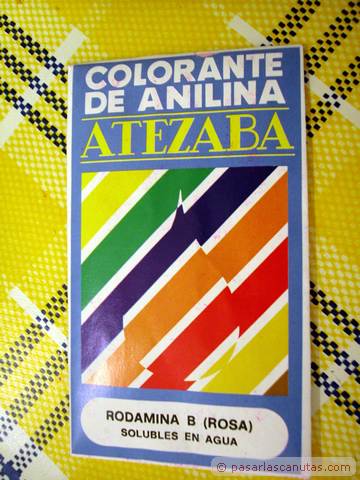 COLORANTE
DE ANILINA
ATEZABA
RODAMINA B (ROSA)
SOLUBLES EN AGUA
© pasarlascanutas.com